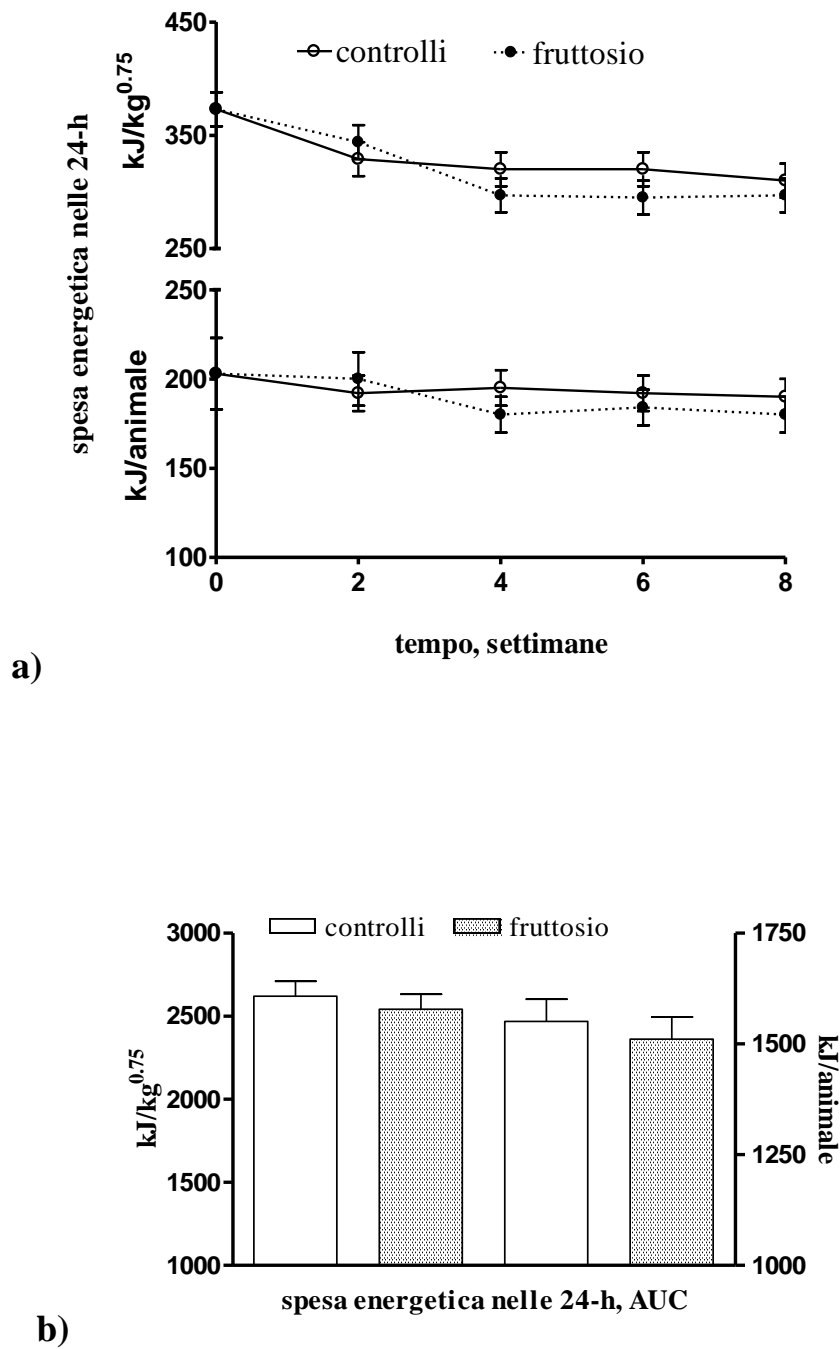 450
controlli
fruttosio
kJ/kg0.75
350
250
spesa energetica nelle 24-h
250
kJ/animale
200
150
100
0 2 4 6 8
tempo, settimane
a)
controlli
fruttosio
3000
2500
2000
1500
1000
kJ/kg0.75
1750
1500
1250
1000
kJ/animale
spesa energetica nelle 24-h, AUC
b)